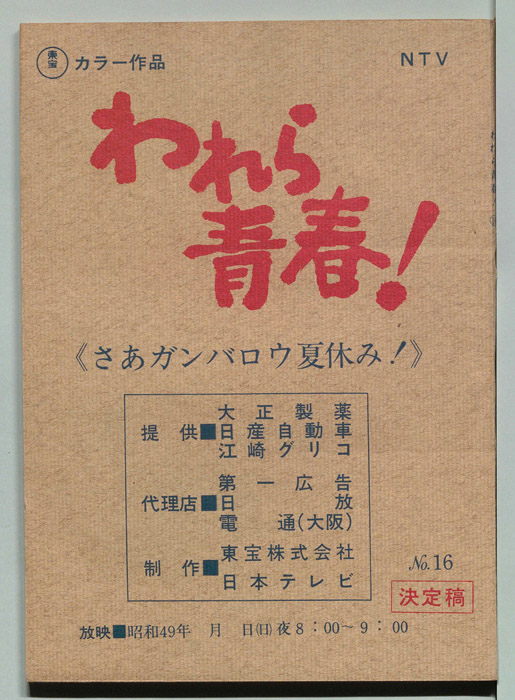 東宝 カラー作品 NTV
われら
青春!
《さあガンバロウ夏休み!》
提供■大正製薬
日産自動車
江崎グリコ
代理店■第一広告
日放
電通(大阪)
制作■東宝株式会社
日本テレビ
No.16
決定稿
放映■昭和49年 月 日(日)夜8:00~9:00